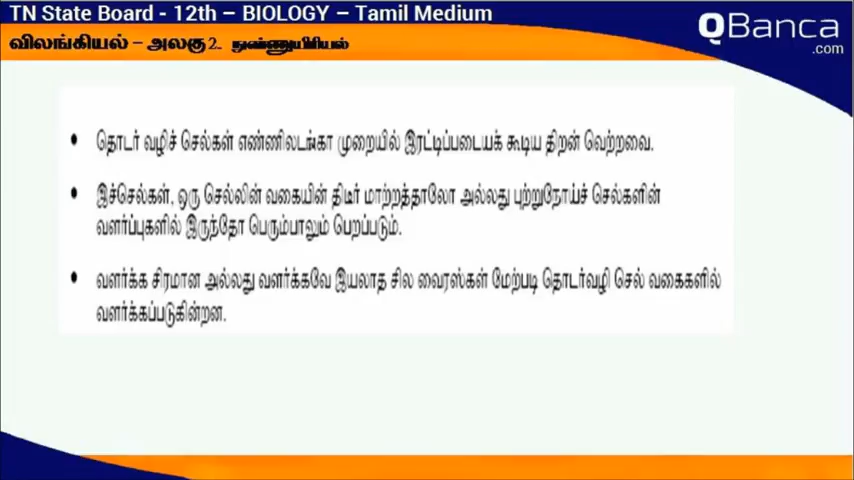 TN State Board - 12th – BIOLOGY – Tamil Medium
விலங்கியல் – அலகு 2. நுண்ணுயிரியல்
QBanca
.com
• தொடர் வழிச் செல்கள் எண்ணிலடங்கா முறையில் இரட்டிப்படையக் கூடிய திறன் வெற்றவை.
• இச்செல்கள், ஒரு செல்லின் வகையின் திடீர் மாற்றத்தாலோ அல்லது புற்றுநோய்ச் செல்களின்
வளர்ப்புகளில் இருந்தோ பெரும்பாலும் பெறப்படும்.
• வளர்க்க சிரமான அல்லது வளர்க்கவே இயலாத சில வைரஸ்கள் மேற்படி தொடர்வழி செல் வகைகளில்
வளர்க்கப்படுகின்றன.